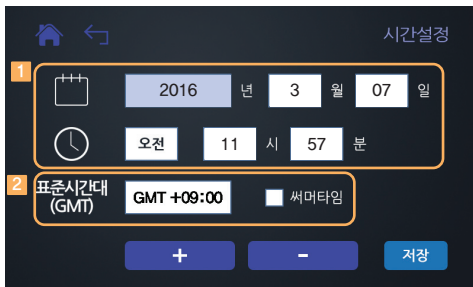 시간설정
1
2016 년 3 월 07 일
오전 11 시 57 분
2
표준시간대
(GMT)
GMT +09:00 써머타임
+ - 저장